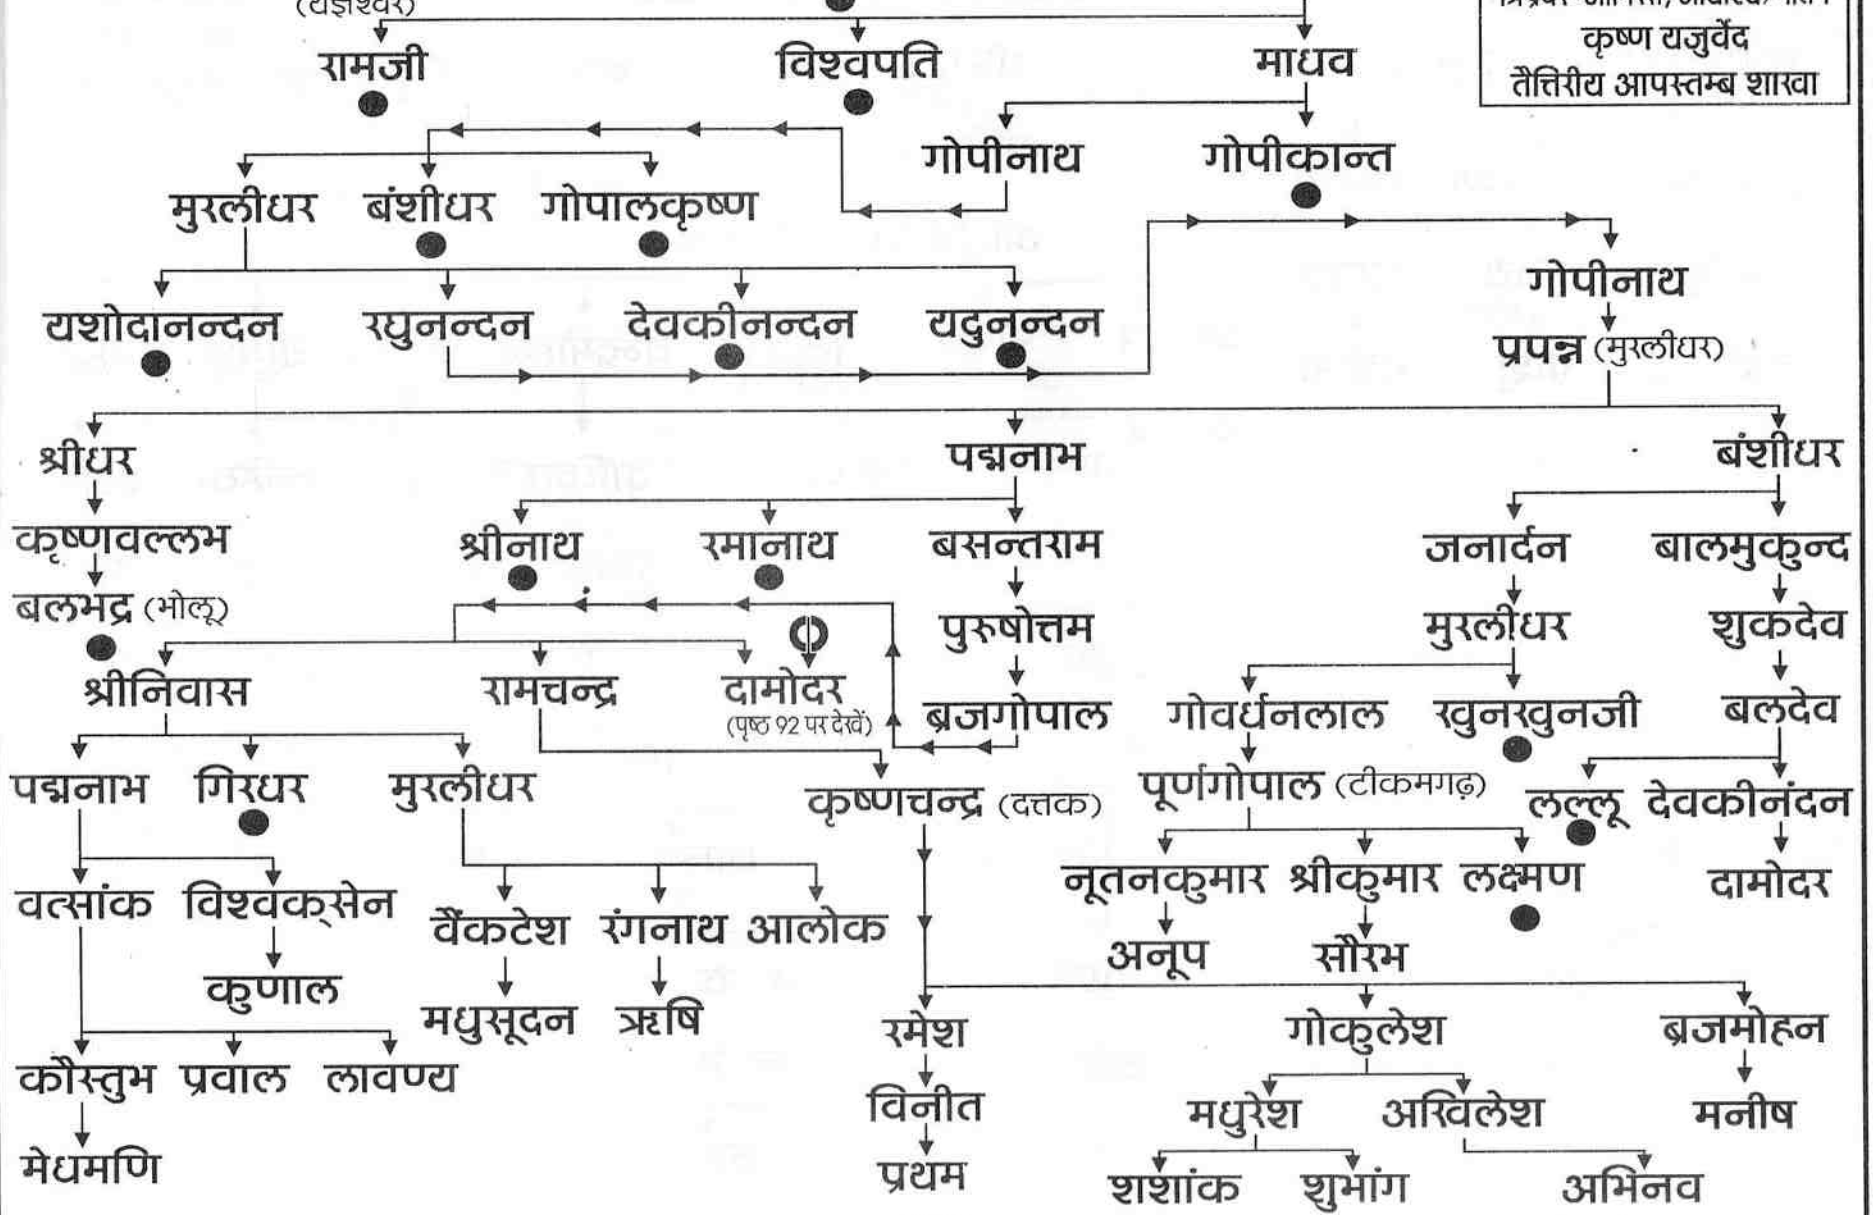 (यज्ञेश्वर)
कृष्ण यजुर्वेद
तैत्तिरीय आपस्तम्ब शाखा
रामजी विश्वपति माधव
गोपीनाथ गोपीकान्त
मुरलीधर बंशीधर गोपालकृष्ण
गोपीनाथ
यशोदानन्दन रघुनन्दन देवकीनन्दन यदुनन्दन
प्रपन्न (मुरलीधर)
श्रीधर पद्मनाभ बंशीधर
कृष्णवल्लभ श्रीनाथ रमानाथ बसन्तराम जनार्दन बालमुकुन्द
बलभद्र (भोलू) पुरुषोत्तम मुरलीधर शुकदेव
श्रीनिवास रामचन्द्र दामोदर ब्रजगोपाल गोवर्धनलाल खुनखुनजी बलदेव
(पृष्ठ 92 पर देखें)
पद्मनाभ गिरधर मुरलीधर कृष्णचन्द्र (दत्तक) पूर्णगोपाल (टीकमगढ़) लल्लू देवकीनंदन
नूतनकुमार श्रीकुमार लक्ष्मण दामोदर
वत्सांक विश्वक्सेन वैंकटेश रंगनाथ आलोक
अनूप सौरभ
कुणाल मधुसूदन ऋषि
रमेश गोकुलेश ब्रजमोहन
कौस्तुभ प्रवाल लावण्य
विनीत मधुरेश अखिलेश मनीष
मेधमणि प्रथम शशांक शुभांग अभिनव